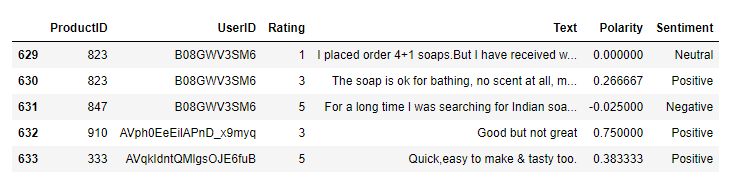 ProductID UserID Rating Text Polarity Sentiment
629 823 B08GWV3SM6 1 I placed order 4+1 soaps.But I have received w... 0.000000 Neutral
630 823 B08GWV3SM6 3 The soap is ok for bathing, no scent at all, m... 0.266667 Positive
631 847 B08GWV3SM6 5 For a long time I was searching for Indian soa... -0.025000 Negative
632 910 AVph0EeEilAPnD_x9myq 3 Good but not great 0.750000 Positive
633 333 AVqkIdntQMlgsOJE6fuB 5 Quick,easy to make & tasty too. 0.383333 Positive